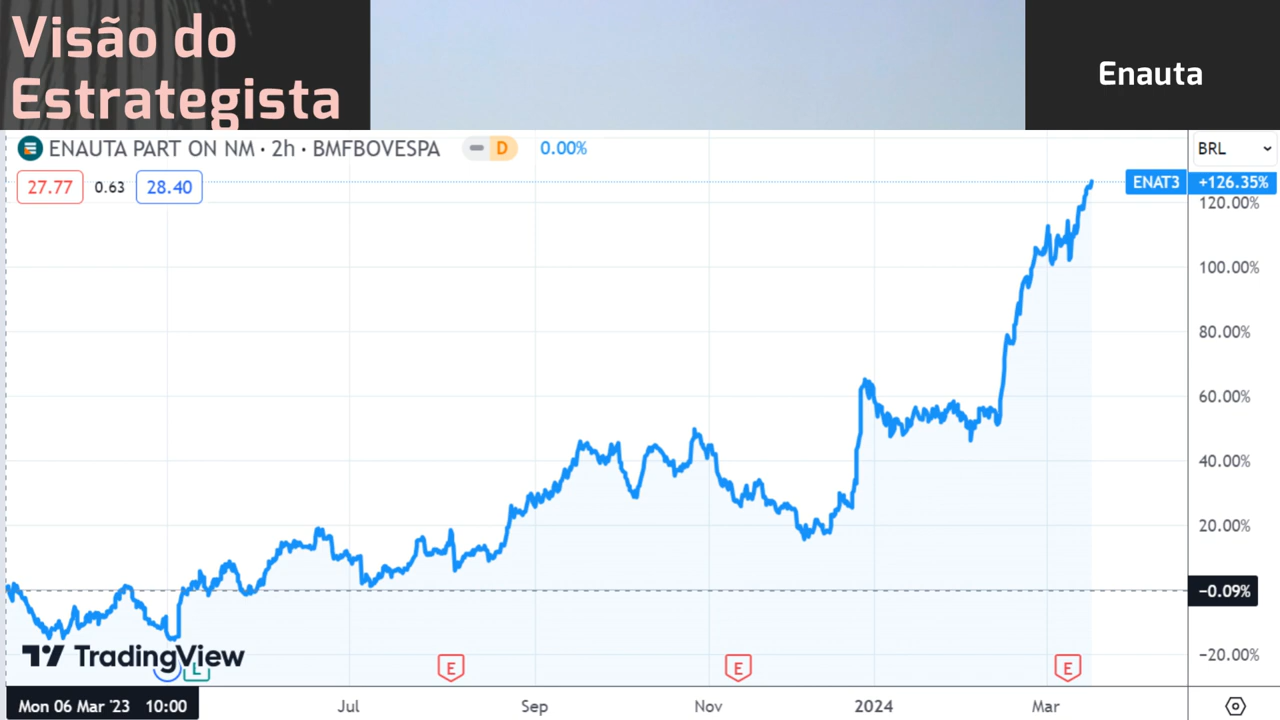 Visão do
Estrategista
Enauta
ENAUTA PART ON NM · 2h · BMFBOVESPA
D
0.00%
BRL
27.77
0.63
28.40
ENAT3
+126.35%
120.00%
100.00%
80.00%
60.00%
40.00%
20.00%
−0.09%
−20.00%
TradingView
L
E
E
E
Mon 06 Mar '23 10:00
Jul
Sep
Nov
2024
Mar